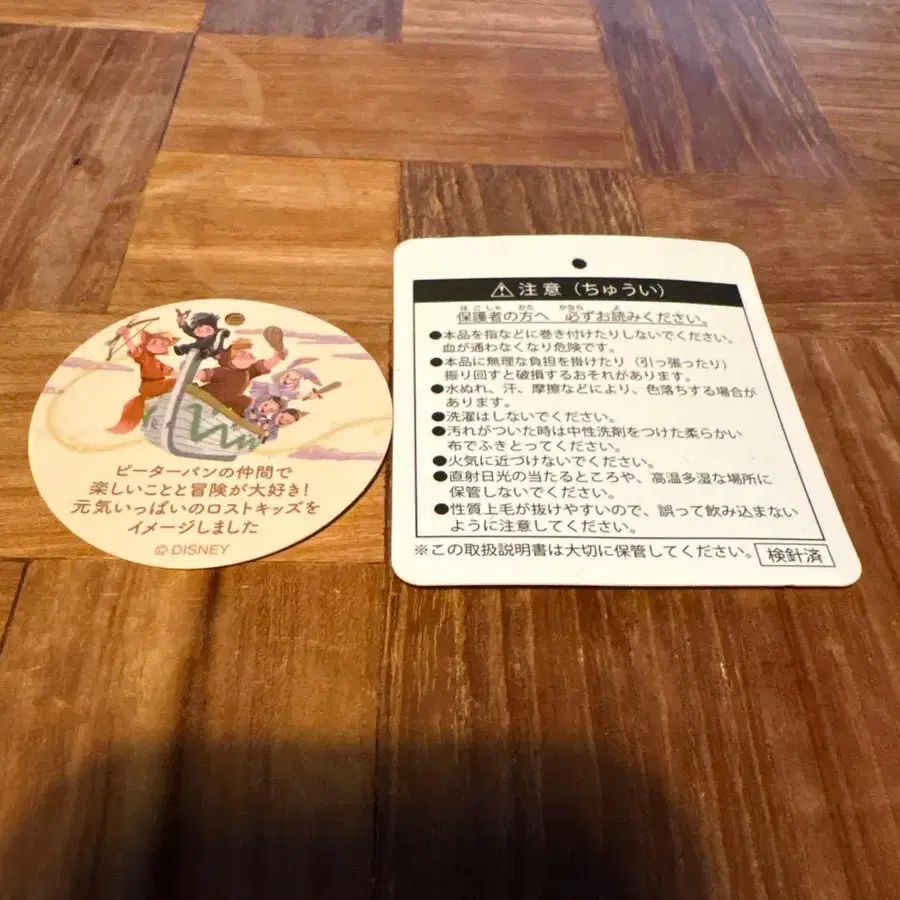 ピーターパンの仲間で
楽しいことと冒険が大好き!
元気いっぱいのロストキッズを
イメージしました
© DISNEY
⚠注意（ちゅうい）
保護者の方へ 必ずお読みください。
●本品を指などに巻き付けたりしないでください。
血が通わなくなり危険です。
●本品に無理な負担を掛けたり（引っ張ったり）
振り回すと破損するおそれがあります。
●水ぬれ、汗、摩擦などにより、色落ちする場合が
あります。
●洗濯はしないでください。
●汚れがついた時は中性洗剤をつけた柔らかい
布でふきとってください。
●火気に近づけないでください。
●直射日光の当たるところや、高温多湿な場所に
保管しないでください。
●性質上毛が抜けやすいので、誤って飲み込まない
ように注意してください。
※この取扱説明書は大切に保管してください。 検針済